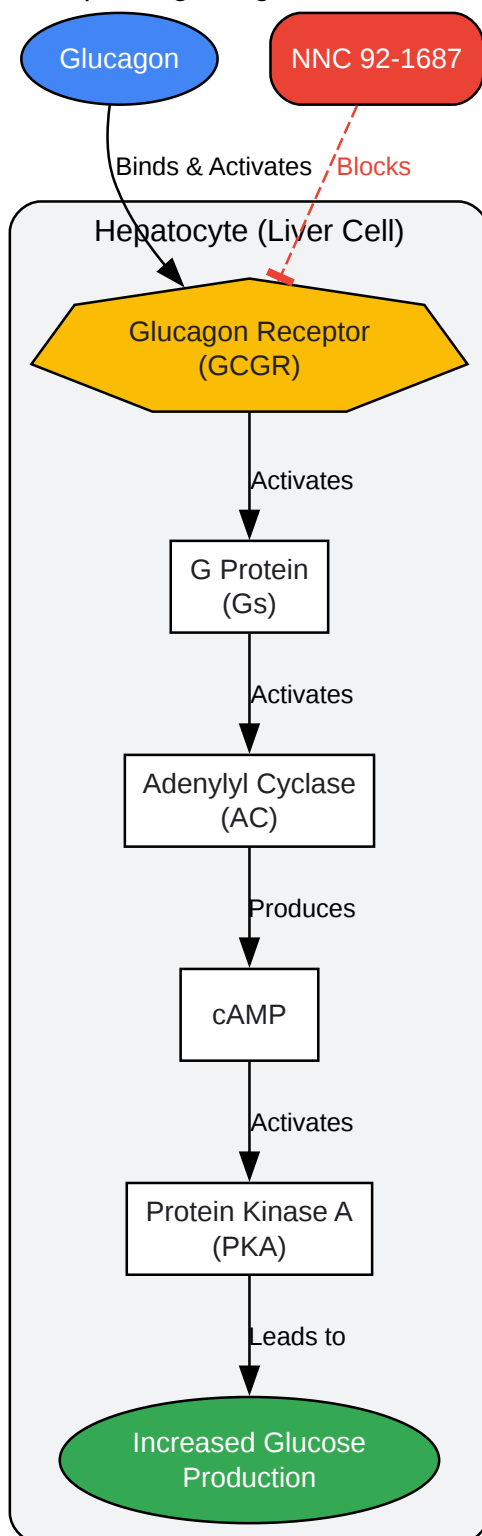 Glucagon
NNC 92-1687
Binds & Activates
Blocks
Hepatocyte (Liver Cell)
Glucagon Receptor
(GCGR)
Activates
G Protein
(Gs)
Activates
Adenylyl Cyclase
(AC)
Produces
cAMP
Activates
Protein Kinase A
(PKA)
Leads to
Increased Glucose
Production